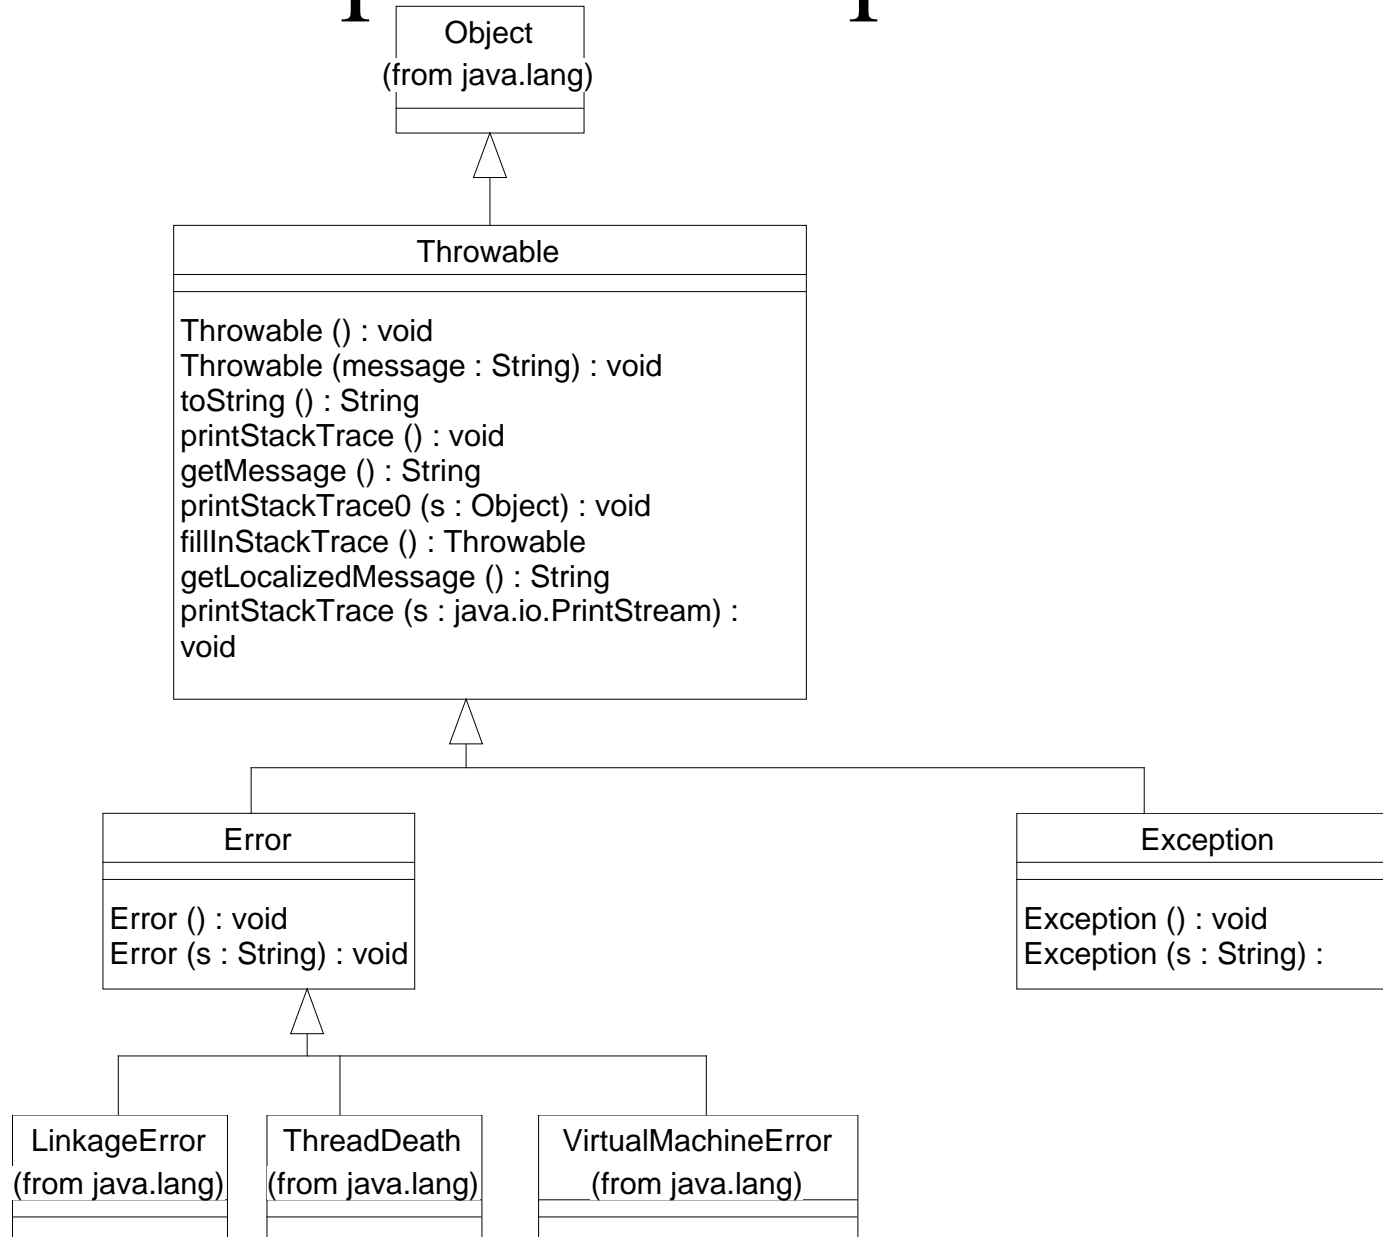 Object
(from java.lang)
Throwable
Throwable () : void
Throwable (message : String) : void
toString () : String
printStackTrace () : void
getMessage () : String
printStackTrace0 (s : Object) : void
fillInStackTrace () : Throwable
getLocalizedMessage () : String
printStackTrace (s : java.io.PrintStream) :
void
Error
Error () : void
Error (s : String) : void
Exception
Exception () : void
Exception (s : String) :
LinkageError
(from java.lang)
ThreadDeath
(from java.lang)
VirtualMachineError
(from java.lang)